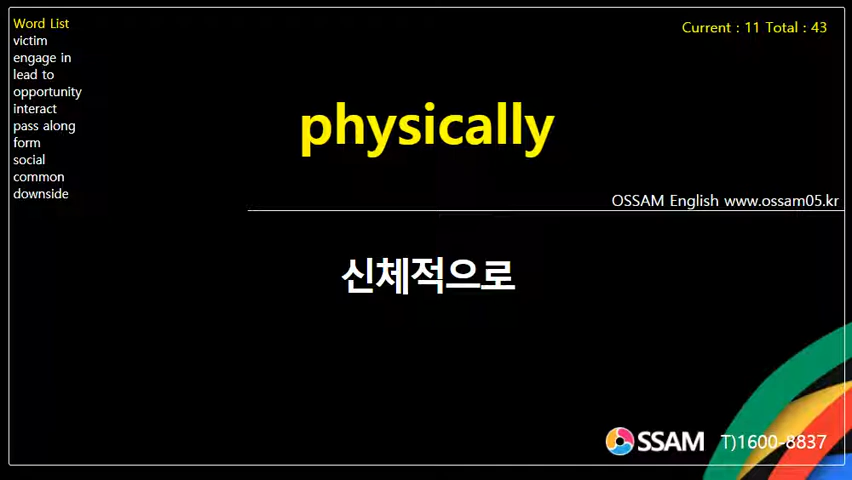 Word List
victim
engage in
lead to
opportunity
interact
pass along
form
social
common
downside
Current : 11 Total : 43
physically
OSSAM English www.ossam05.kr
신체적으로
OSSAM T)1600-8837